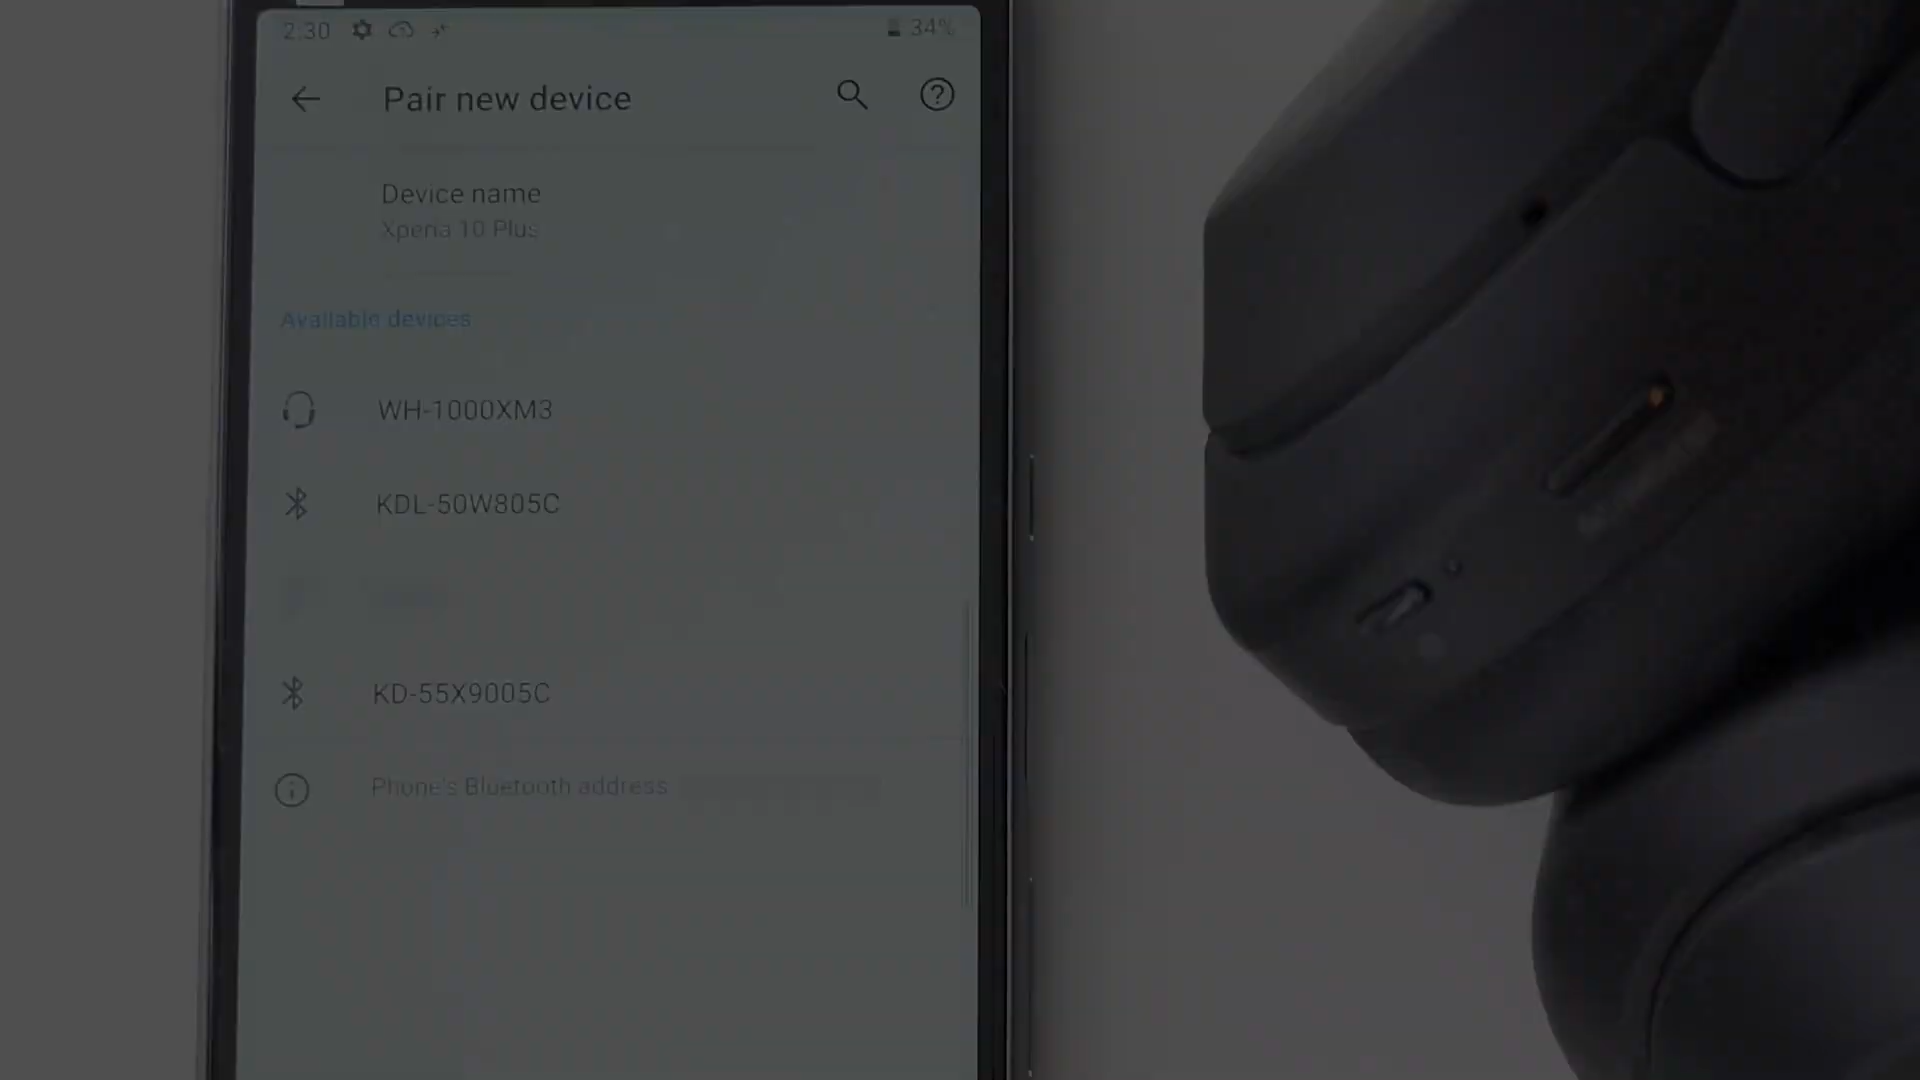 2:30 34%
Pair new device
Device name
Xperia 10 Plus
Available devices
WH-1000XM3
KDL-50W805C
KD-55X9005C
Phone's Bluetooth address